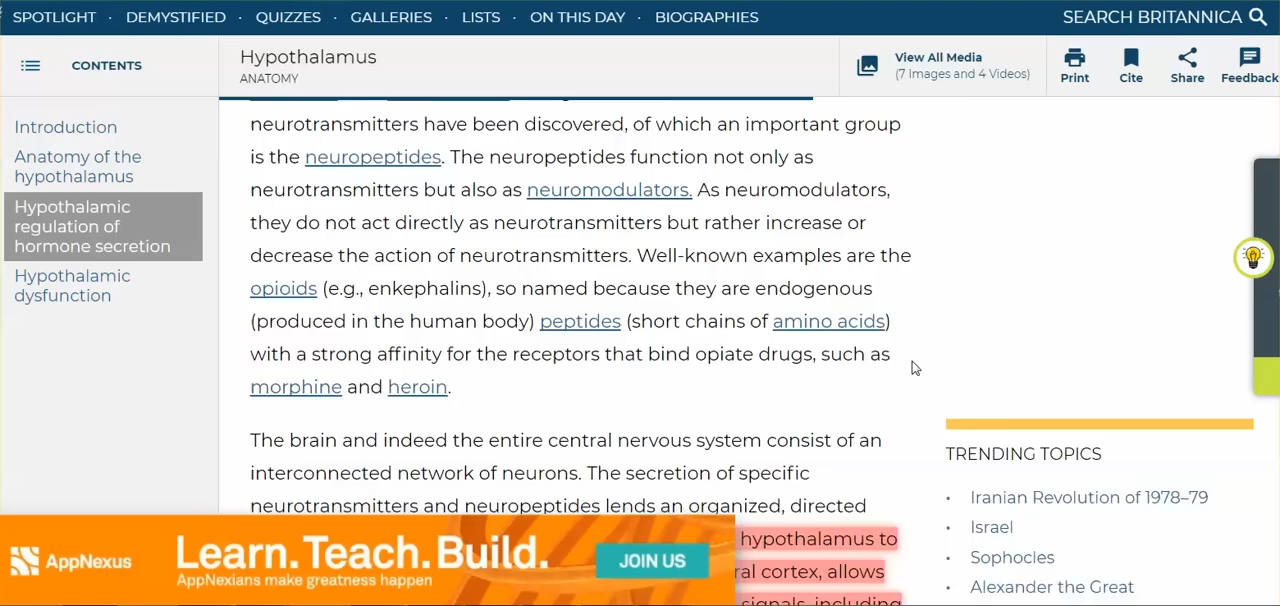 SPOTLIGHT · DEMYSTIFIED · QUIZZES · GALLERIES · LISTS · ON THIS DAY · BIOGRAPHIES SEARCH BRITANNICA
CONTENTS
Hypothalamus
ANATOMY
View All Media
(7 Images and 4 Videos)
Print
Cite
Share
Feedback
Introduction
Anatomy of the
hypothalamus
Hypothalamic
regulation of
hormone secretion
Hypothalamic
dysfunction
neurotransmitters have been discovered, of which an important group
is the neuropeptides. The neuropeptides function not only as
neurotransmitters but also as neuromodulators. As neuromodulators,
they do not act directly as neurotransmitters but rather increase or
decrease the action of neurotransmitters. Well-known examples are the
opioids (e.g., enkephalins), so named because they are endogenous
(produced in the human body) peptides (short chains of amino acids)
with a strong affinity for the receptors that bind opiate drugs, such as
morphine and heroin.
The brain and indeed the entire central nervous system consist of an
interconnected network of neurons. The secretion of specific
neurotransmitters and neuropeptides lends an organized, directed
hypothalamus to
ral cortex, allows
signals, including
AppNexus
Learn.Teach.Build.
AppNexians make greatness happen
JOIN US
TRENDING TOPICS
· Iranian Revolution of 1978–79
· Israel
· Sophocles
· Alexander the Great